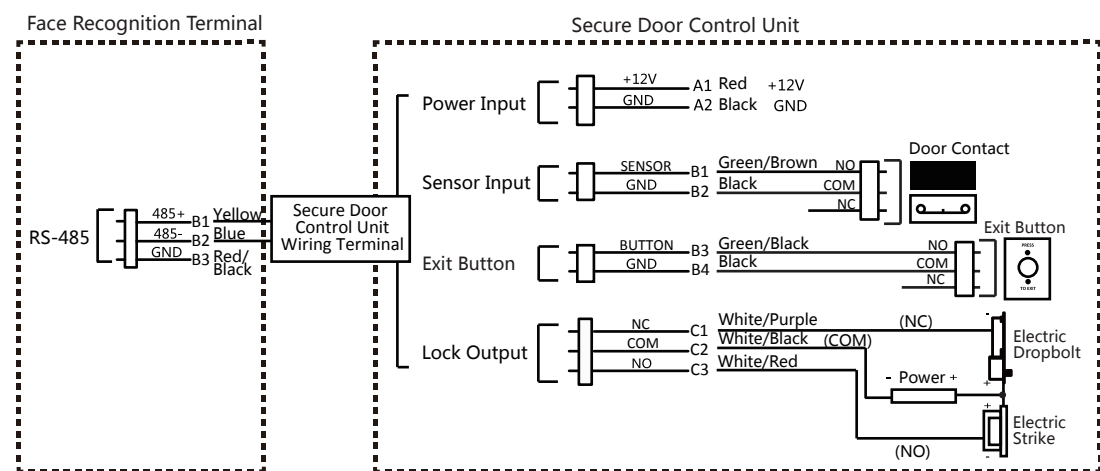 Face Recognition Terminal
Secure Door Control Unit
RS-485
485+ B1 Yellow
485- B2 Blue
GND B3 Red/
Black
Secure Door
Control Unit
Wiring Terminal
Power Input
+12V A1 Red +12V
GND A2 Black GND
Sensor Input
SENSOR B1 Green/Brown NO
GND B2 Black COM
NC
Door Contact
Exit Button
BUTTON B3 Green/Black NO
GND B4 Black COM
NC
Exit Button
PRESS
TO EXIT
Lock Output
NC C1 White/Purple (NC)
COM C2 White/Black (COM)
NO C3 White/Red
-
Electric
Dropbolt
+
- Power +
+
Electric
Strike
(NO)
-